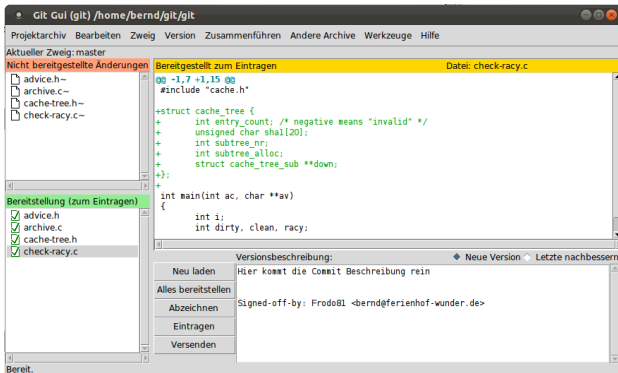 Git Gui (git) /home/bernd/git/git
Projektarchiv Bearbeiten Zweig Version Zusammenführen Andere Archive Werkzeuge Hilfe
Aktueller Zweig: master
Nicht bereitgestellte Änderungen
advice.h~
archive.c~
cache-tree.h~
check-racy.c~
Bereitstellung (zum Eintragen)
advice.h
archive.c
cache-tree.h
check-racy.c
Bereitgestellt zum Eintragen Datei: check-racy.c
@@ -1,7 +1,15 @@
#include "cache.h"
+struct cache_tree {
+ int entry_count; /* negative means "invalid" */
+ unsigned char sha1[20];
+ int subtree_nr;
+ int subtree_alloc;
+ struct cache_tree_sub **down;
+};
+
int main(int ac, char **av)
{
int i;
int dirty, clean, racy;
Versionsbeschreibung: Neue Version Letzte nachbessern
Neu laden
Alles bereitstellen
Abzeichnen
Eintragen
Versenden
Hier kommt die Commit Beschreibung rein
Signed-off-by: Frodo81 <bernd@ferienhof-wunder.de>
Bereit.